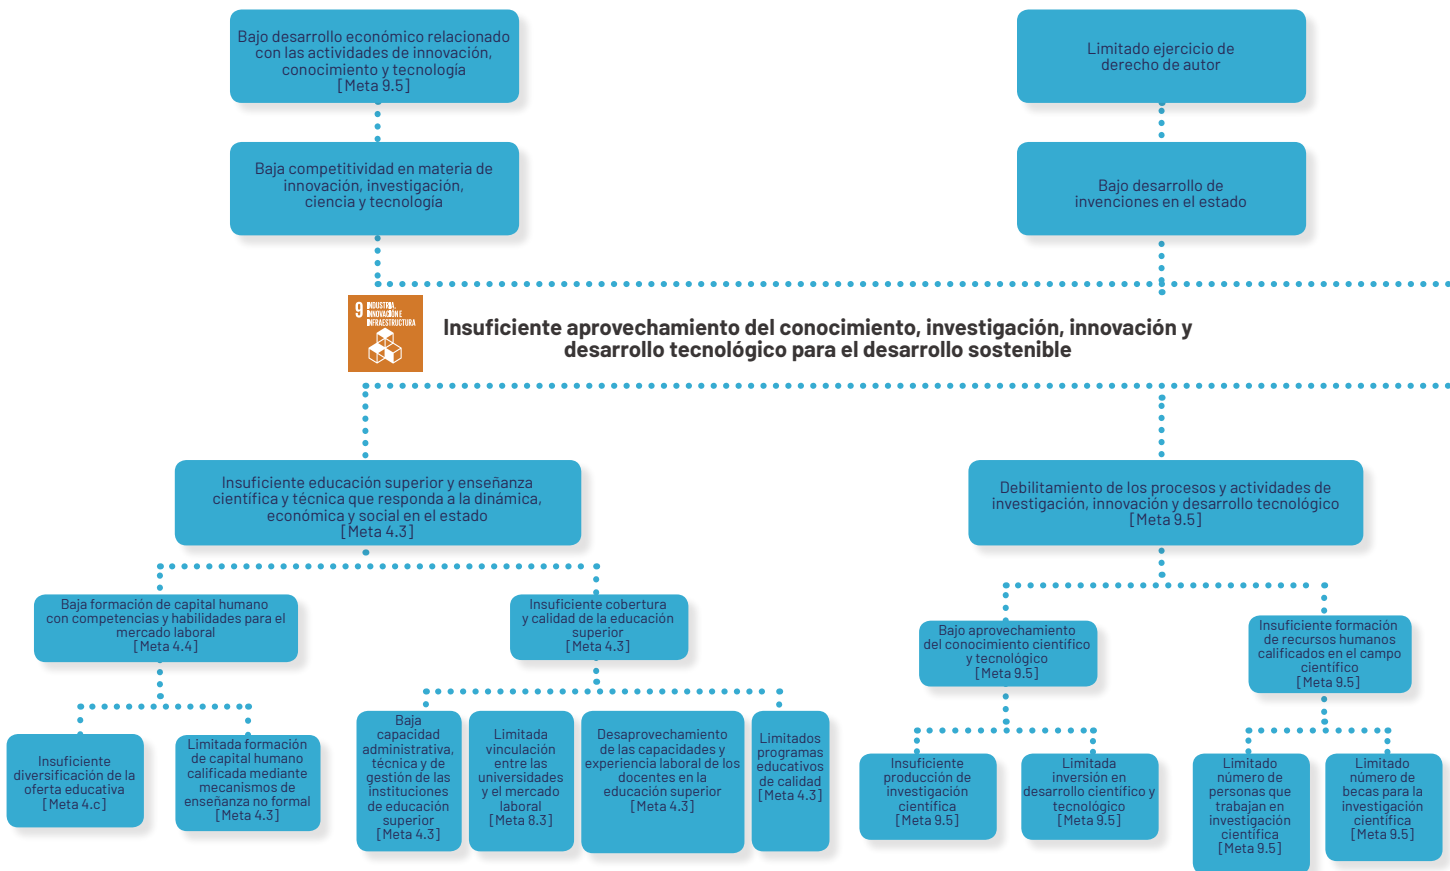 Bajo desarrollo económico relacionado
con las actividades de innovación,
conocimiento y tecnología
[Meta 9.5]
Limitado ejercicio de
derecho de autor
Baja competitividad en materia de
innovación, investigación,
ciencia y tecnología
Bajo desarrollo de
invenciones en el estado
9 INDUSTRIA,
INNOVACIÓN E
INFRAESTRUCTURA
Insuficiente aprovechamiento del conocimiento, investigación, innovación y
desarrollo tecnológico para el desarrollo sostenible
Insuficiente educación superior y enseñanza
científica y técnica que responda a la dinámica,
económica y social en el estado
[Meta 4.3]
Debilitamiento de los procesos y actividades de
investigación, innovación y desarrollo tecnológico
[Meta 9.5]
Baja formación de capital humano
con competencias y habilidades para el
mercado laboral
[Meta 4.4]
Insuficiente cobertura
y calidad de la educación
superior
[Meta 4.3]
Bajo aprovechamiento
del conocimiento científico
y tecnológico
[Meta 9.5]
Insuficiente formación
de recursos humanos
calificados en el campo
científico
[Meta 9.5]
Insuficiente
diversificación de la
oferta educativa
[Meta 4.c]
Limitada formación
de capital humano
calificada mediante
mecanismos de
enseñanza no formal
[Meta 4.3]
Baja
capacidad
administrativa,
técnica y de
gestión de las
instituciones
de educación
superior
[Meta 4.3]
Limitada
vinculación
entre las
universidades
y el mercado
laboral
[Meta 8.3]
Desaprovechamiento
de las capacidades y
experiencia laboral de los
docentes en la
educación superior
[Meta 4.3]
Limitados
programas
educativos
de calidad
[Meta 4.3]
Insuficiente
producción de
investigación
científica
[Meta 9.5]
Limitada
inversión en
desarrollo científico y
tecnológico
[Meta 9.5]
Limitado
número de
personas que
trabajan en
investigación
científica
[Meta 9.5]
Limitado
número de
becas para la
investigación
científica
[Meta 9.5]